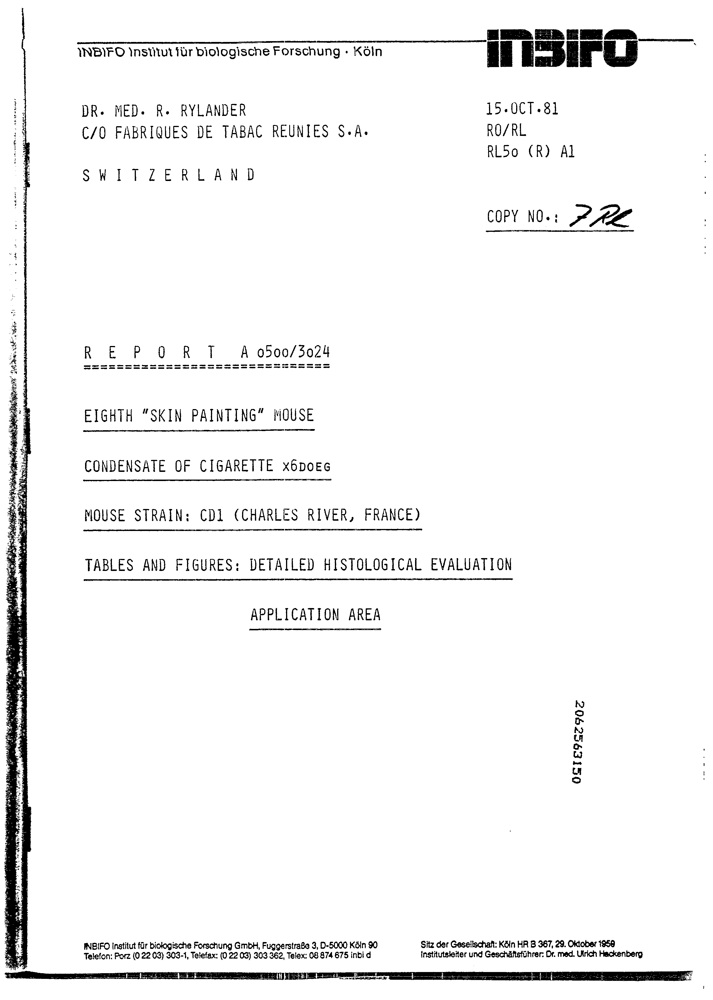 INBIFO Institut für biologische Forschung · Köln
INBIFO
DR. MED. R. RYLANDER
C/O FABRIQUES DE TABAC REUNIES S.A.
S W I T Z E R L A N D
15.OCT.81
RO/RL
RL5o (R) A1
COPY NO.: 7 RL
R E P O R T A o5oo/3o24
EIGHTH "SKIN PAINTING" MOUSE
CONDENSATE OF CIGARETTE X6DOEG
MOUSE STRAIN: CD1 (CHARLES RIVER, FRANCE)
TABLES AND FIGURES: DETAILED HISTOLOGICAL EVALUATION
APPLICATION AREA
2062563150
INBIFO Institut für biologische Forschung GmbH, Fuggerstraße 3, D-5000 Köln 90
Telefon: Porz (0 22 03) 303-1, Telefax: (0 22 03) 303 362, Telex: 08 874 675 inbi d
Sitz der Gesellschaft: Köln HR B 367, 29. Oktober 1959
Institutsleiter und Geschäftsführer: Dr. med. Ulrich Hackenberg